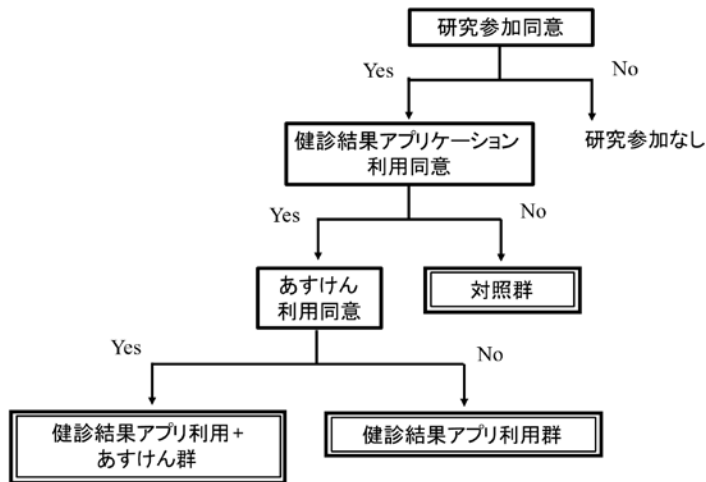 研究参加同意
Yes
No
健診結果アプリケーション
利用同意
研究参加なし
Yes
No
あすけん
利用同意
対照群
Yes
No
健診結果アプリ利用+
あすけん群
健診結果アプリ利用群